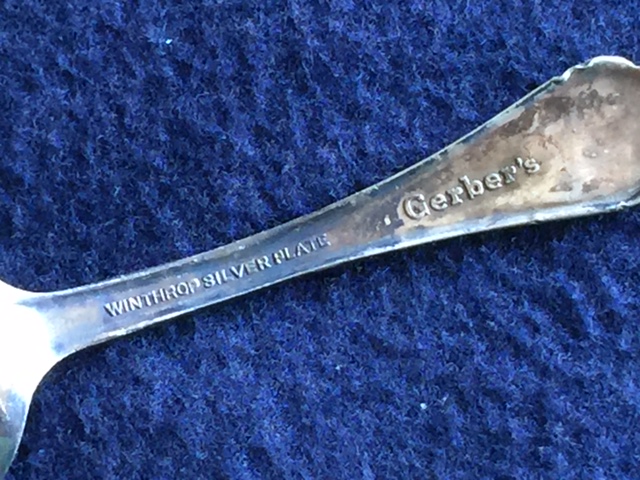 WINTHROP SILVER PLATE
Gerber's